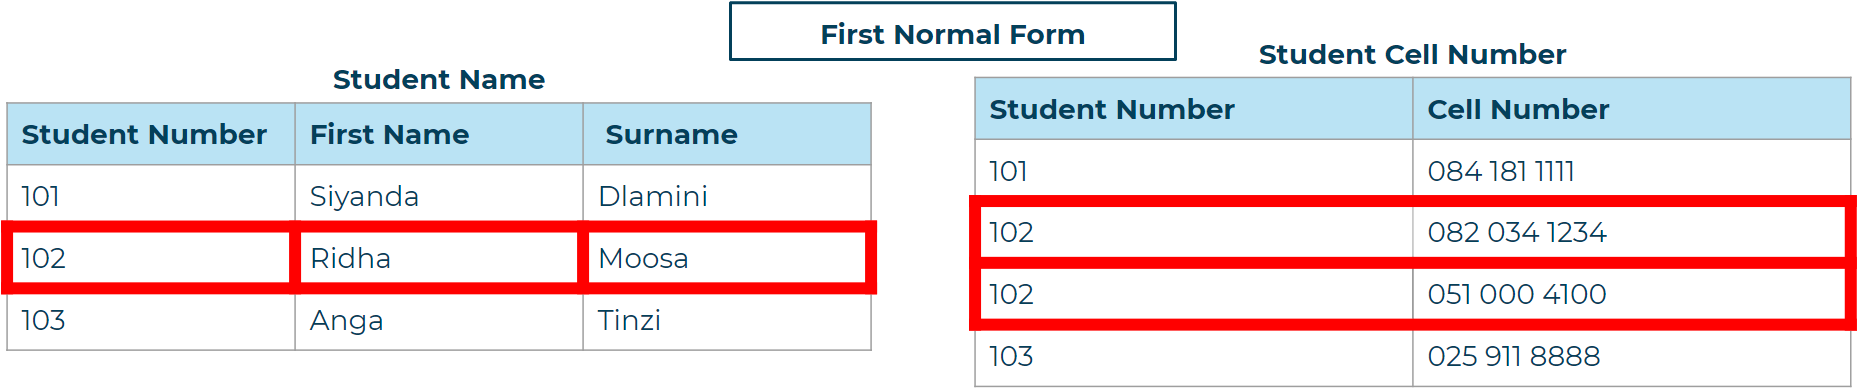 First Normal Form
Student Name
Student Number First Name Surname
101 Siyanda Dlamini
102 Ridha Moosa
103 Anga Tinzi
Student Cell Number
Student Number Cell Number
101 084 181 1111
102 082 034 1234
102 051 000 4100
103 025 911 8888